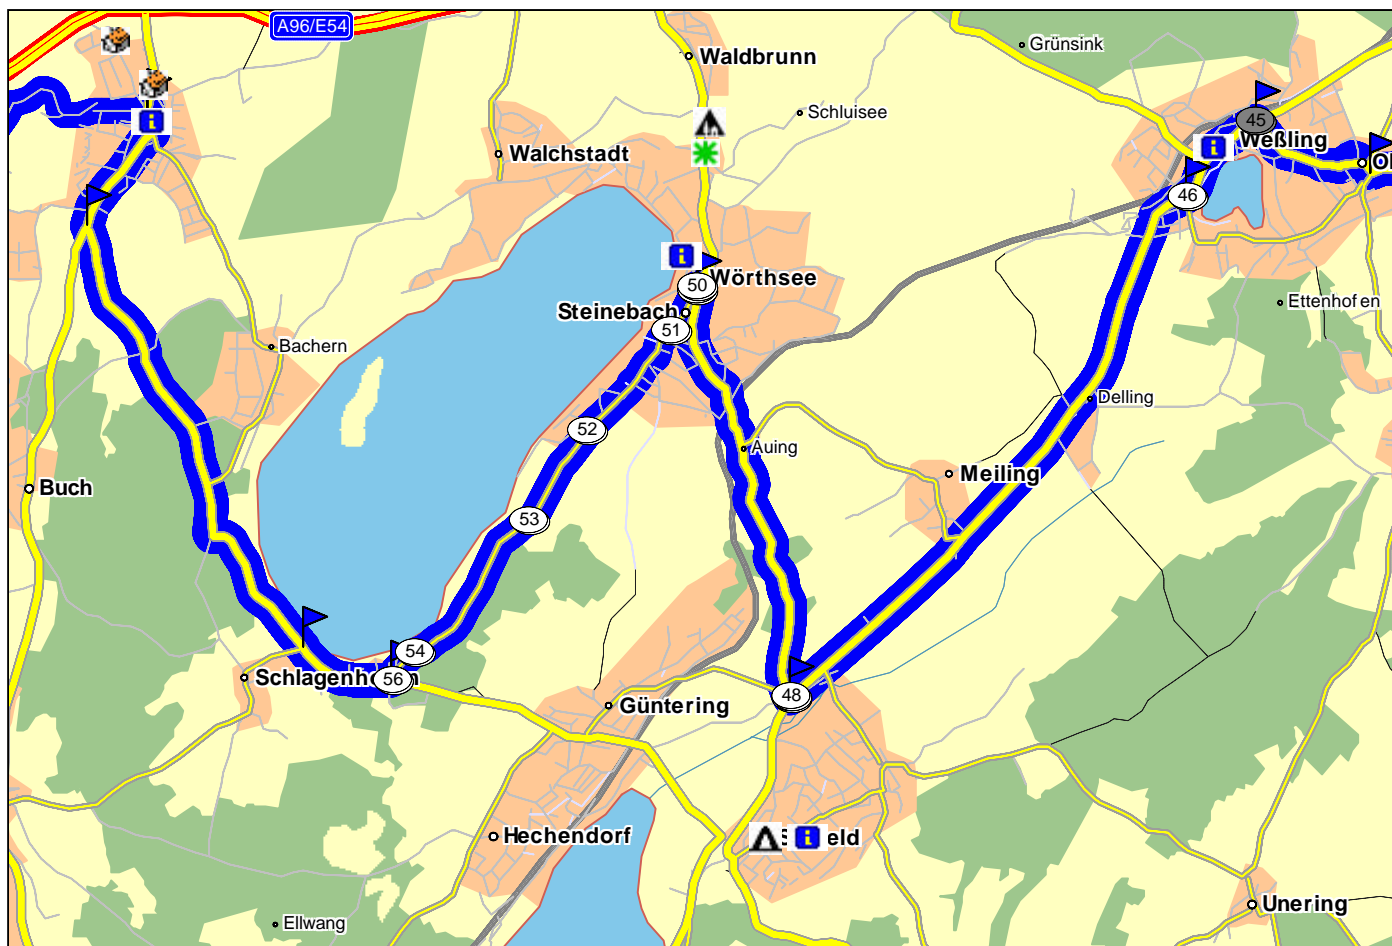 A96/E54
Grünsink
Waldbrunn
Schluisee
45
Weßling
Walchstadt
46
Wörthsee
50
Steinebach
51
Ettenhofen
Bachern
Delling
52
Auing
Meiling
Buch
53
54
Schlagenh
56
48
Güntering
Hechendorf
eld
Unering
Ellwang